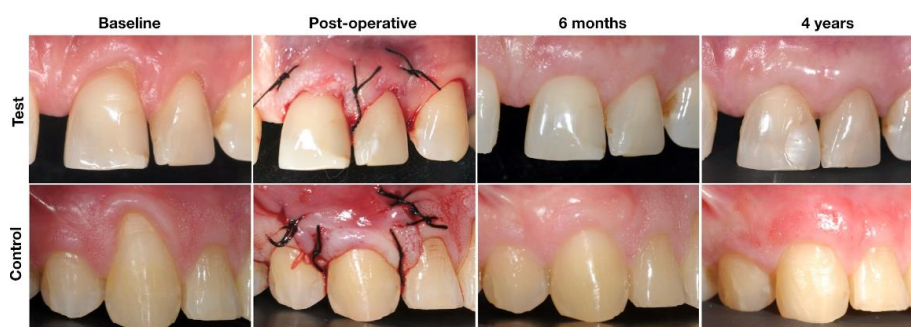 Baseline
Post-operative
6 months
4 years
Test
Control